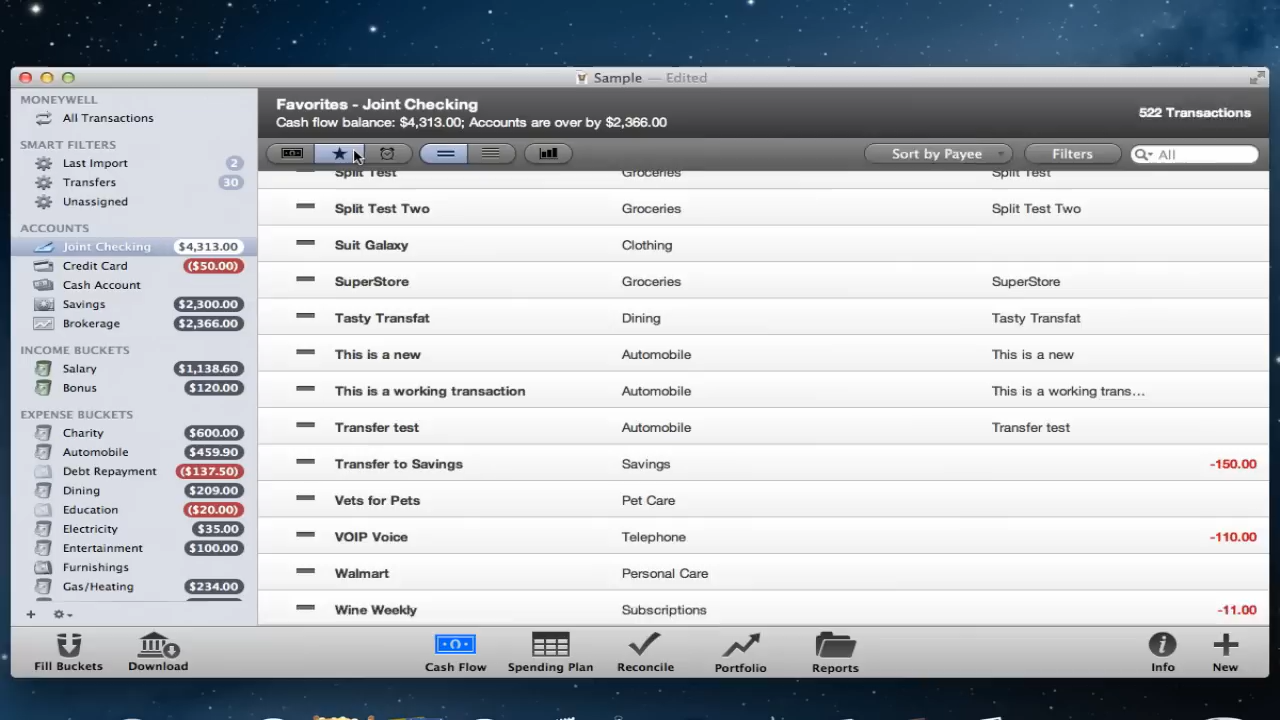 Sample — Edited
MONEYWELL
All Transactions
SMART FILTERS
Last Import 2
Transfers 30
Unassigned
ACCOUNTS
Joint Checking $4,313.00
Credit Card ($50.00)
Cash Account
Savings $2,300.00
Brokerage $2,366.00
INCOME BUCKETS
Salary $1,138.60
Bonus $120.00
EXPENSE BUCKETS
Charity $600.00
Automobile $459.90
Debt Repayment ($137.50)
Dining $209.00
Education ($20.00)
Electricity $35.00
Entertainment $100.00
Furnishings
Gas/Heating $234.00
Favorites - Joint Checking
Cash flow balance: $4,313.00; Accounts are over by $2,366.00
522 Transactions
Sort by Payee Filters All
Split Test Groceries Split Test
Split Test Two Groceries Split Test Two
Suit Galaxy Clothing
SuperStore Groceries SuperStore
Tasty Transfat Dining Tasty Transfat
This is a new Automobile This is a new
This is a working transaction Automobile This is a working trans...
Transfer test Automobile Transfer test
Transfer to Savings Savings -150.00
Vets for Pets Pet Care
VOIP Voice Telephone -110.00
Walmart Personal Care
Wine Weekly Subscriptions -11.00
Fill Buckets Download Cash Flow Spending Plan Reconcile Portfolio Reports Info New